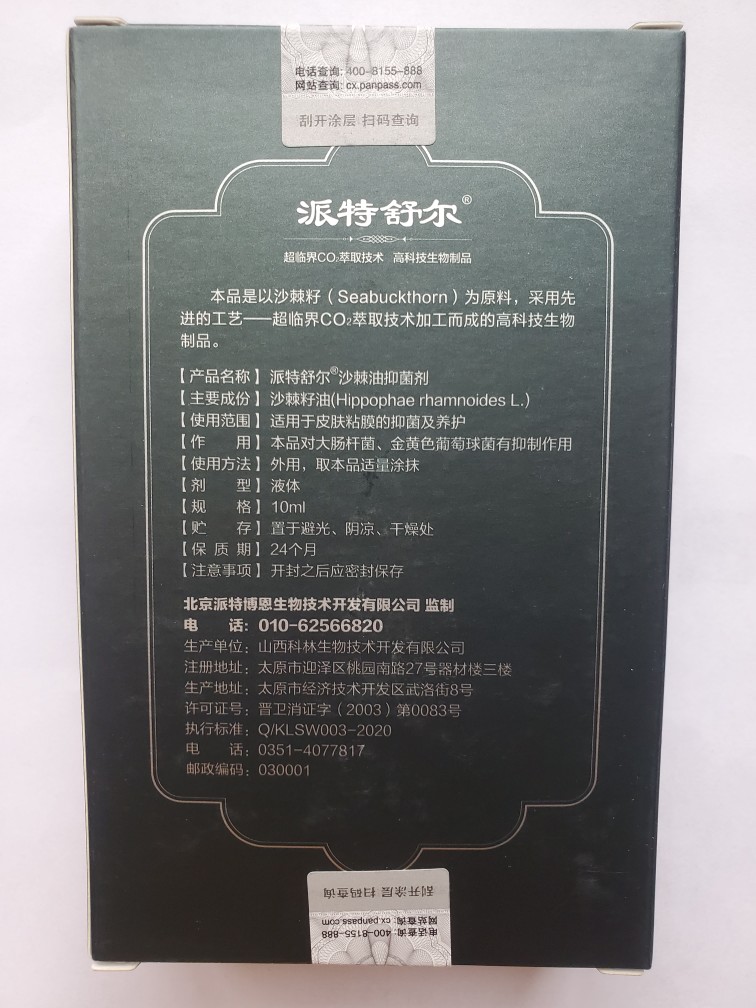 电话查询: 400-8155-888
网站查询: cx.panpass.com
刮开涂层 扫码查询
派特舒尔®
超临界CO₂萃取技术 高科技生物制品
本品是以沙棘籽（Seabuckthorn）为原料，采用先
进的工艺——超临界CO₂萃取技术加工而成的高科技生物
制品。
【产品名称】派特舒尔®沙棘油抑菌剂
【主要成份】沙棘籽油(Hippophae rhamnoides L.)
【使用范围】适用于皮肤粘膜的抑菌及养护
【作 用】本品对大肠杆菌、金黄色葡萄球菌有抑制作用
【使用方法】外用，取本品适量涂抹
【剂 型】液体
【规 格】10ml
【贮 存】置于避光、阴凉、干燥处
【保 质 期】24个月
【注意事项】开封之后应密封保存
北京派特博恩生物技术开发有限公司 监制
电 话：010-62566820
生产单位：山西科林生物技术开发有限公司
注册地址：太原市迎泽区桃园南路27号器材楼三楼
生产地址：太原市经济技术开发区武洛街8号
许可证号：晋卫消证字（2003）第0083号
执行标准：Q/KLSW003-2020
电 话：0351-4077817
邮政编码：030001
刮开涂层 扫码查询
网站查询: cx.panpass.com
电话查询: 400-8155-888